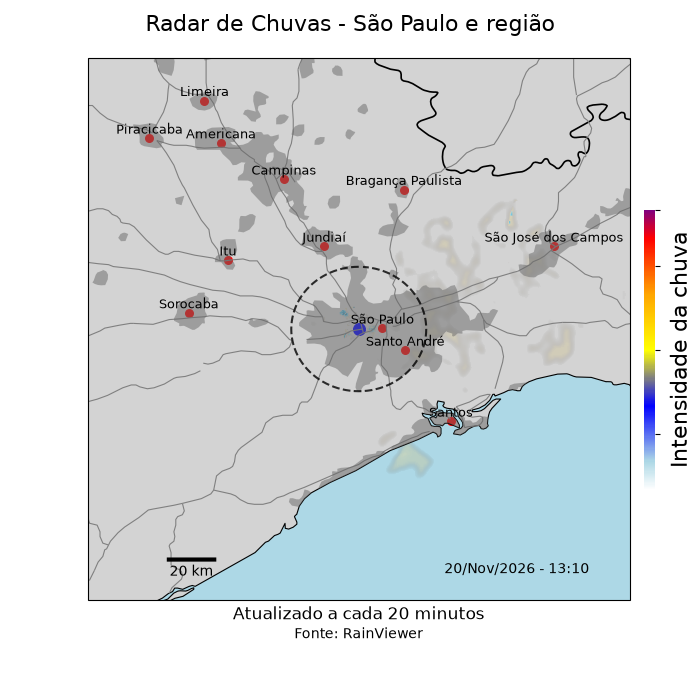 Radar de Chuvas - São Paulo e região
Limeira
Piracicaba
Americana
Campinas
Bragança Paulista
Jundiaí
São José dos Campos
Itu
Sorocaba
São Paulo
Santo André
Santos
Intensidade da chuva
20 km
20/Nov/2026 - 13:10
Atualizado a cada 20 minutos
Fonte: RainViewer